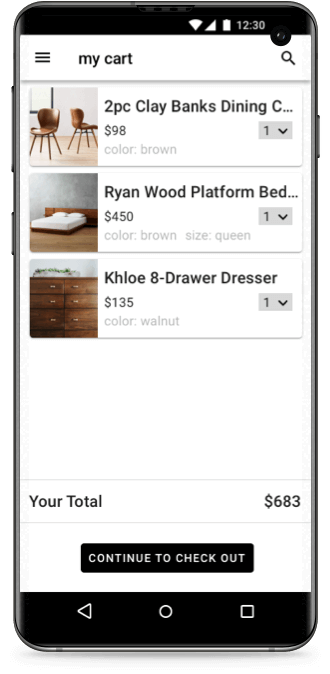 12:30
my cart
2pc Clay Banks Dining C...
$98
1
color: brown
Ryan Wood Platform Bed...
$450
1
color: brown size: queen
Khloe 8-Drawer Dresser
$135
1
color: walnut
Your Total $683
CONTINUE TO CHECK OUT